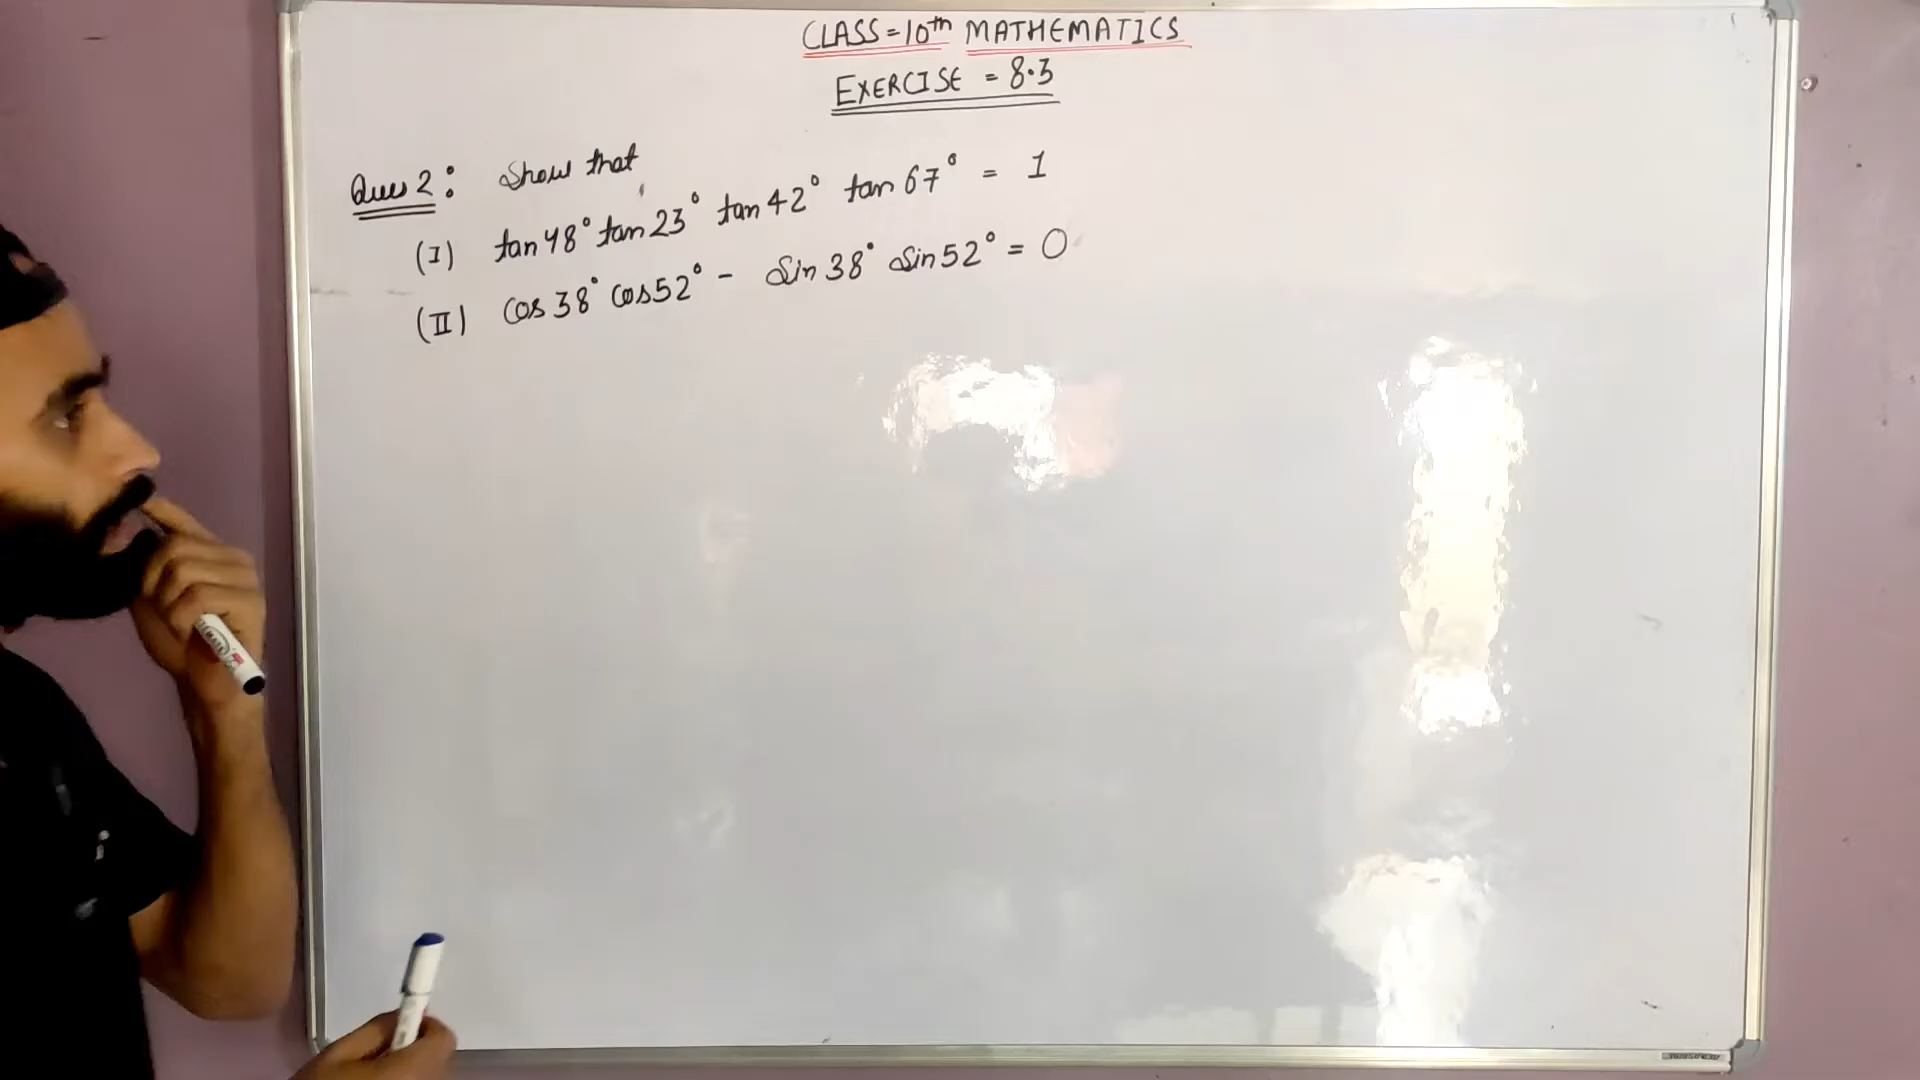 CLASS = 10th MATHEMATICS
EXERCISE = 8.3
Ques 2: Show that
(I) tan 48° tan 23° tan 42° tan 67° = 1
(II) Cos 38° Cos 52° - Sin 38° Sin 52° = 0